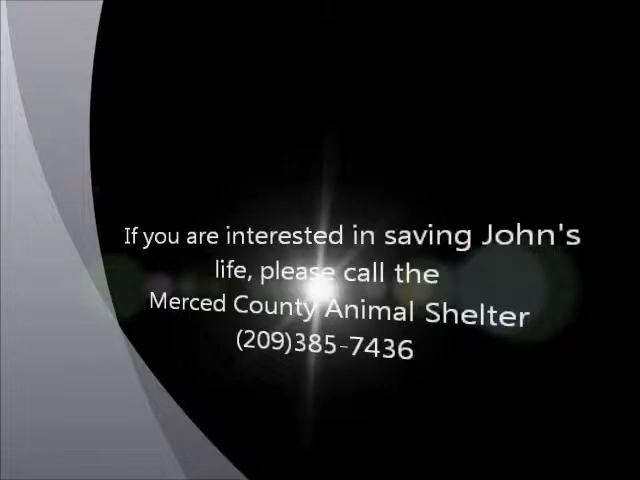 If you are interested in saving John's
life, please call the
Merced County Animal Shelter
(209)385-7436